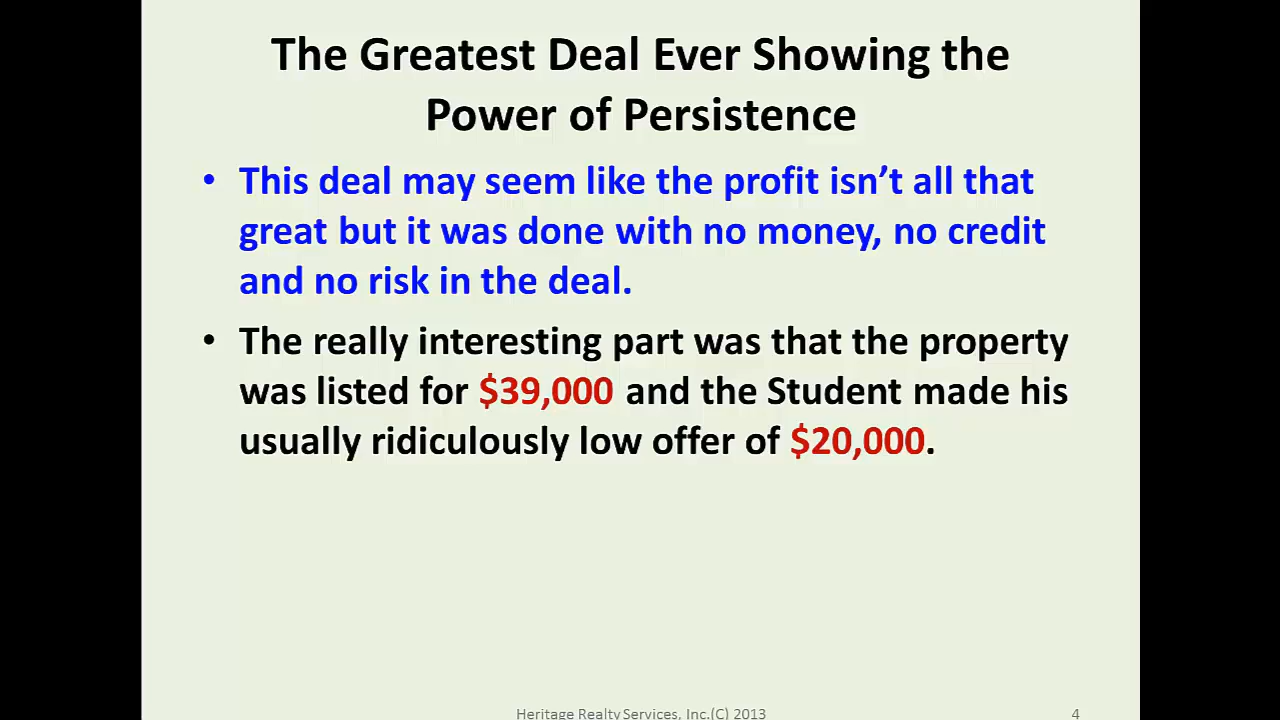 The Greatest Deal Ever Showing the
Power of Persistence
• This deal may seem like the profit isn’t all that
great but it was done with no money, no credit
and no risk in the deal.
• The really interesting part was that the property
was listed for $39,000 and the Student made his
usually ridiculously low offer of $20,000.
Heritage Realty Services, Inc.(C) 2013
4